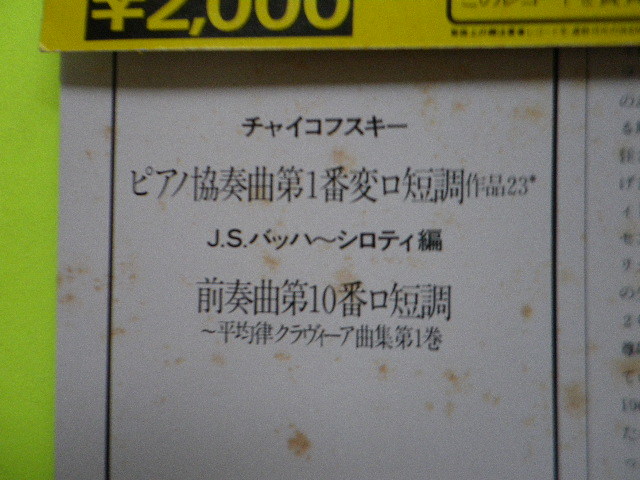 ¥2,000
チャイコフスキー
ピアノ協奏曲第1番変ロ短調作品23*
J.S.バッハ〜シロティ編
前奏曲第10番ロ短調
〜平均律クラヴィーア曲集第1巻